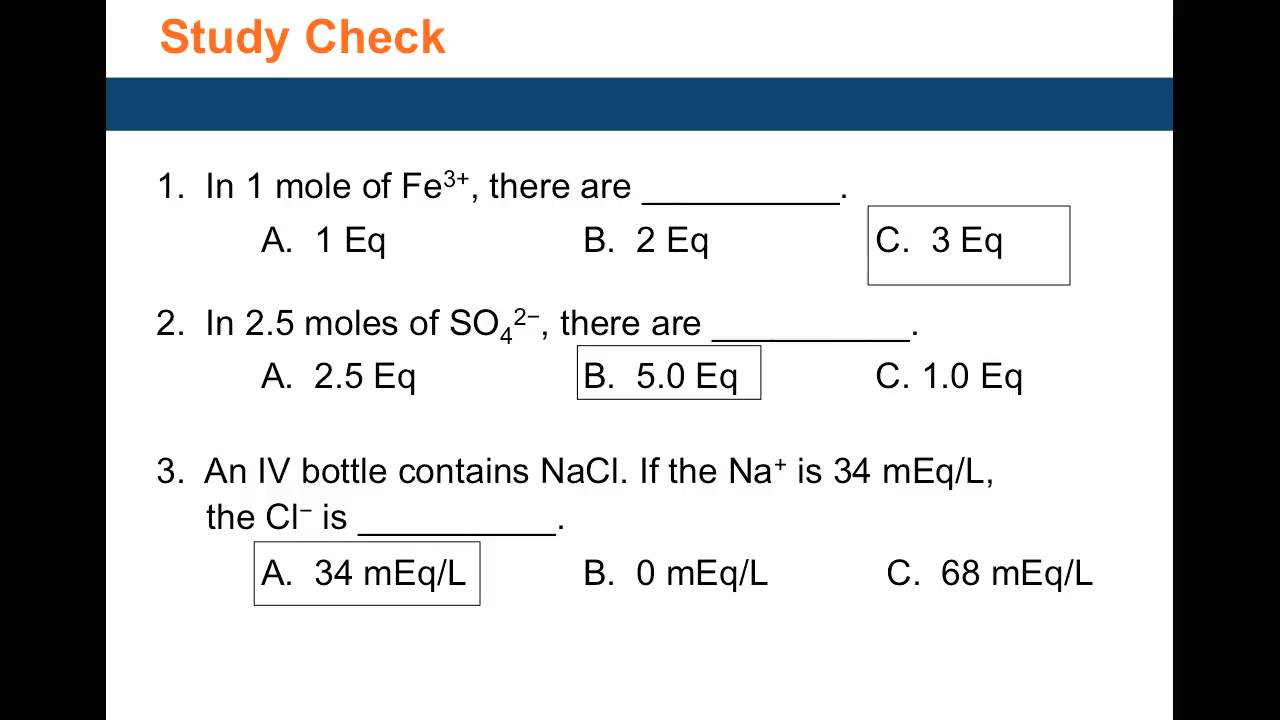 Study Check
1. In 1 mole of Fe³⁺, there are __________.
A. 1 Eq B. 2 Eq C. 3 Eq
2. In 2.5 moles of SO₄²⁻, there are __________.
A. 2.5 Eq B. 5.0 Eq C. 1.0 Eq
3. An IV bottle contains NaCl. If the Na⁺ is 34 mEq/L,
the Cl⁻ is __________.
A. 34 mEq/L B. 0 mEq/L C. 68 mEq/L